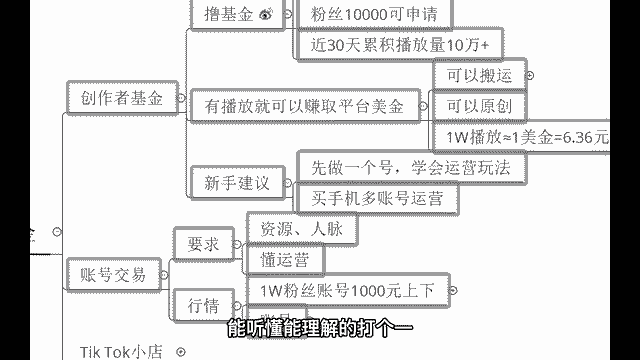 撸基金
粉丝10000可申请
近30天累积播放量10万+
创作者基金
有播放就可以赚取平台美金
可以搬运
可以原创
1W播放≈1美金=6.36元
新手建议
先做一个号，学会运营玩法
买手机多账号运营
账号交易
要求
资源、人脉
懂运营
行情
1W粉丝账号1000元上下
能听懂能理解的打个一
TikTok小店